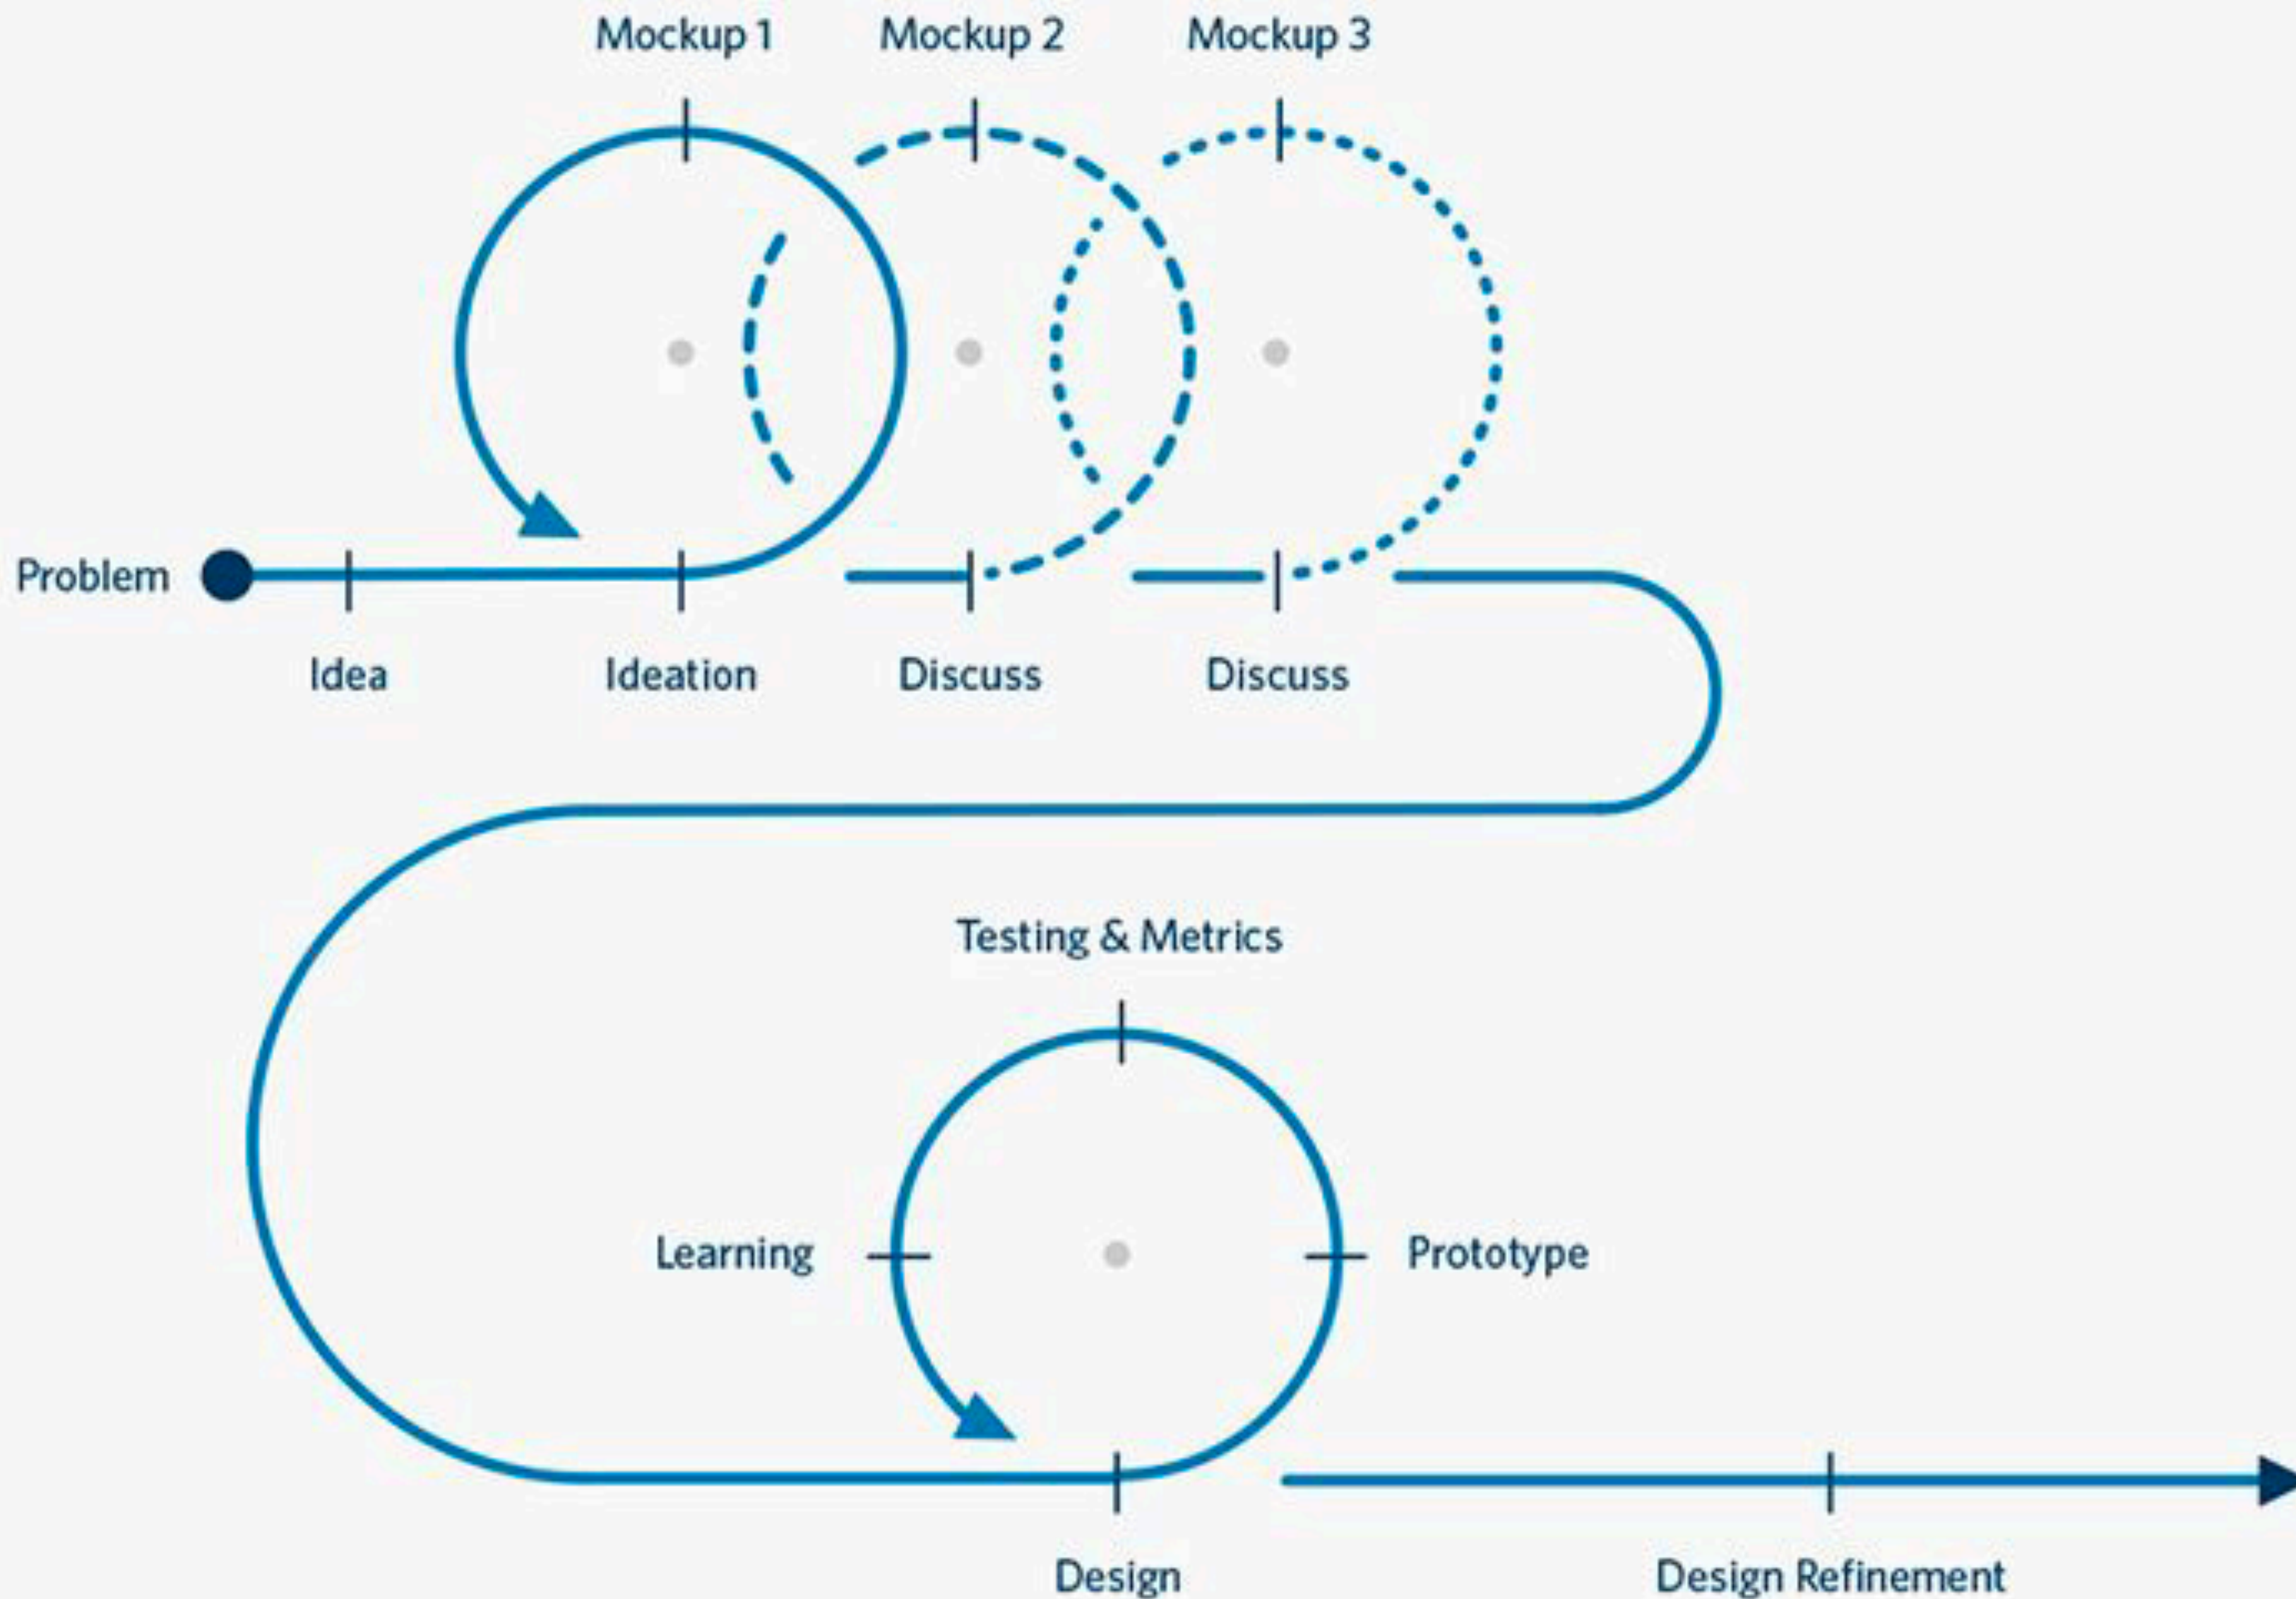 Mockup 1
Mockup 2
Mockup 3
Problem
Idea
Ideation
Discuss
Discuss
Testing & Metrics
Learning
Prototype
Design
Design Refinement